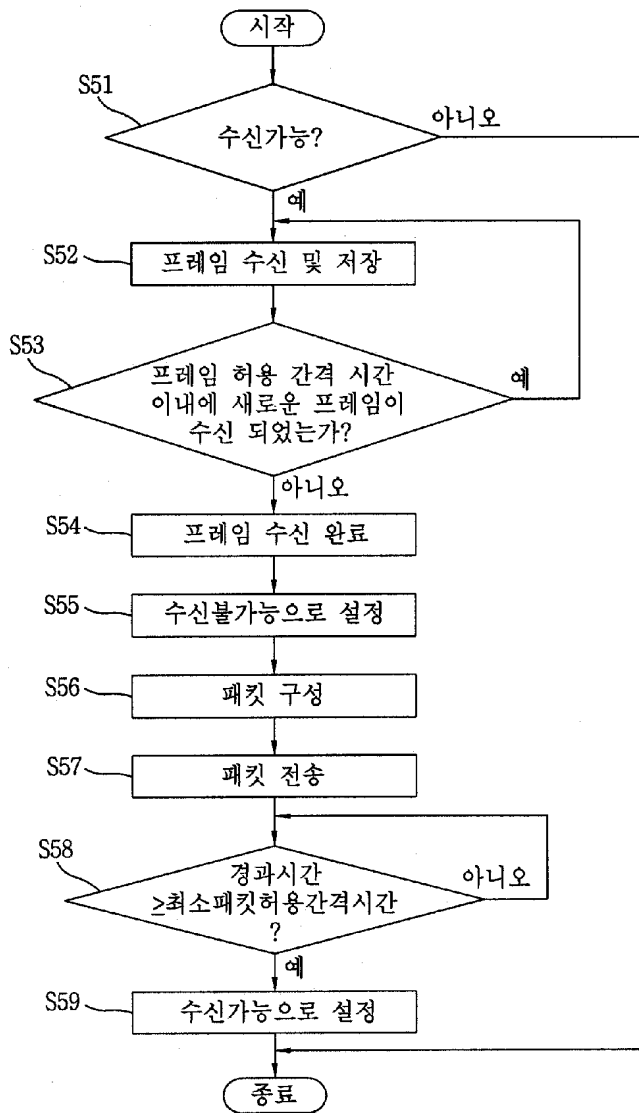 시작
S51
수신가능?
아니오
예
S52
프레임 수신 및 저장
S53
프레임 허용 간격 시간
이내에 새로운 프레임이
수신 되었는가?
예
아니오
S54
프레임 수신 완료
S55
수신불가능으로 설정
S56
패킷 구성
S57
패킷 전송
S58
경과시간
≥최소패킷허용간격시간
?
아니오
예
S59
수신가능으로 설정
종료